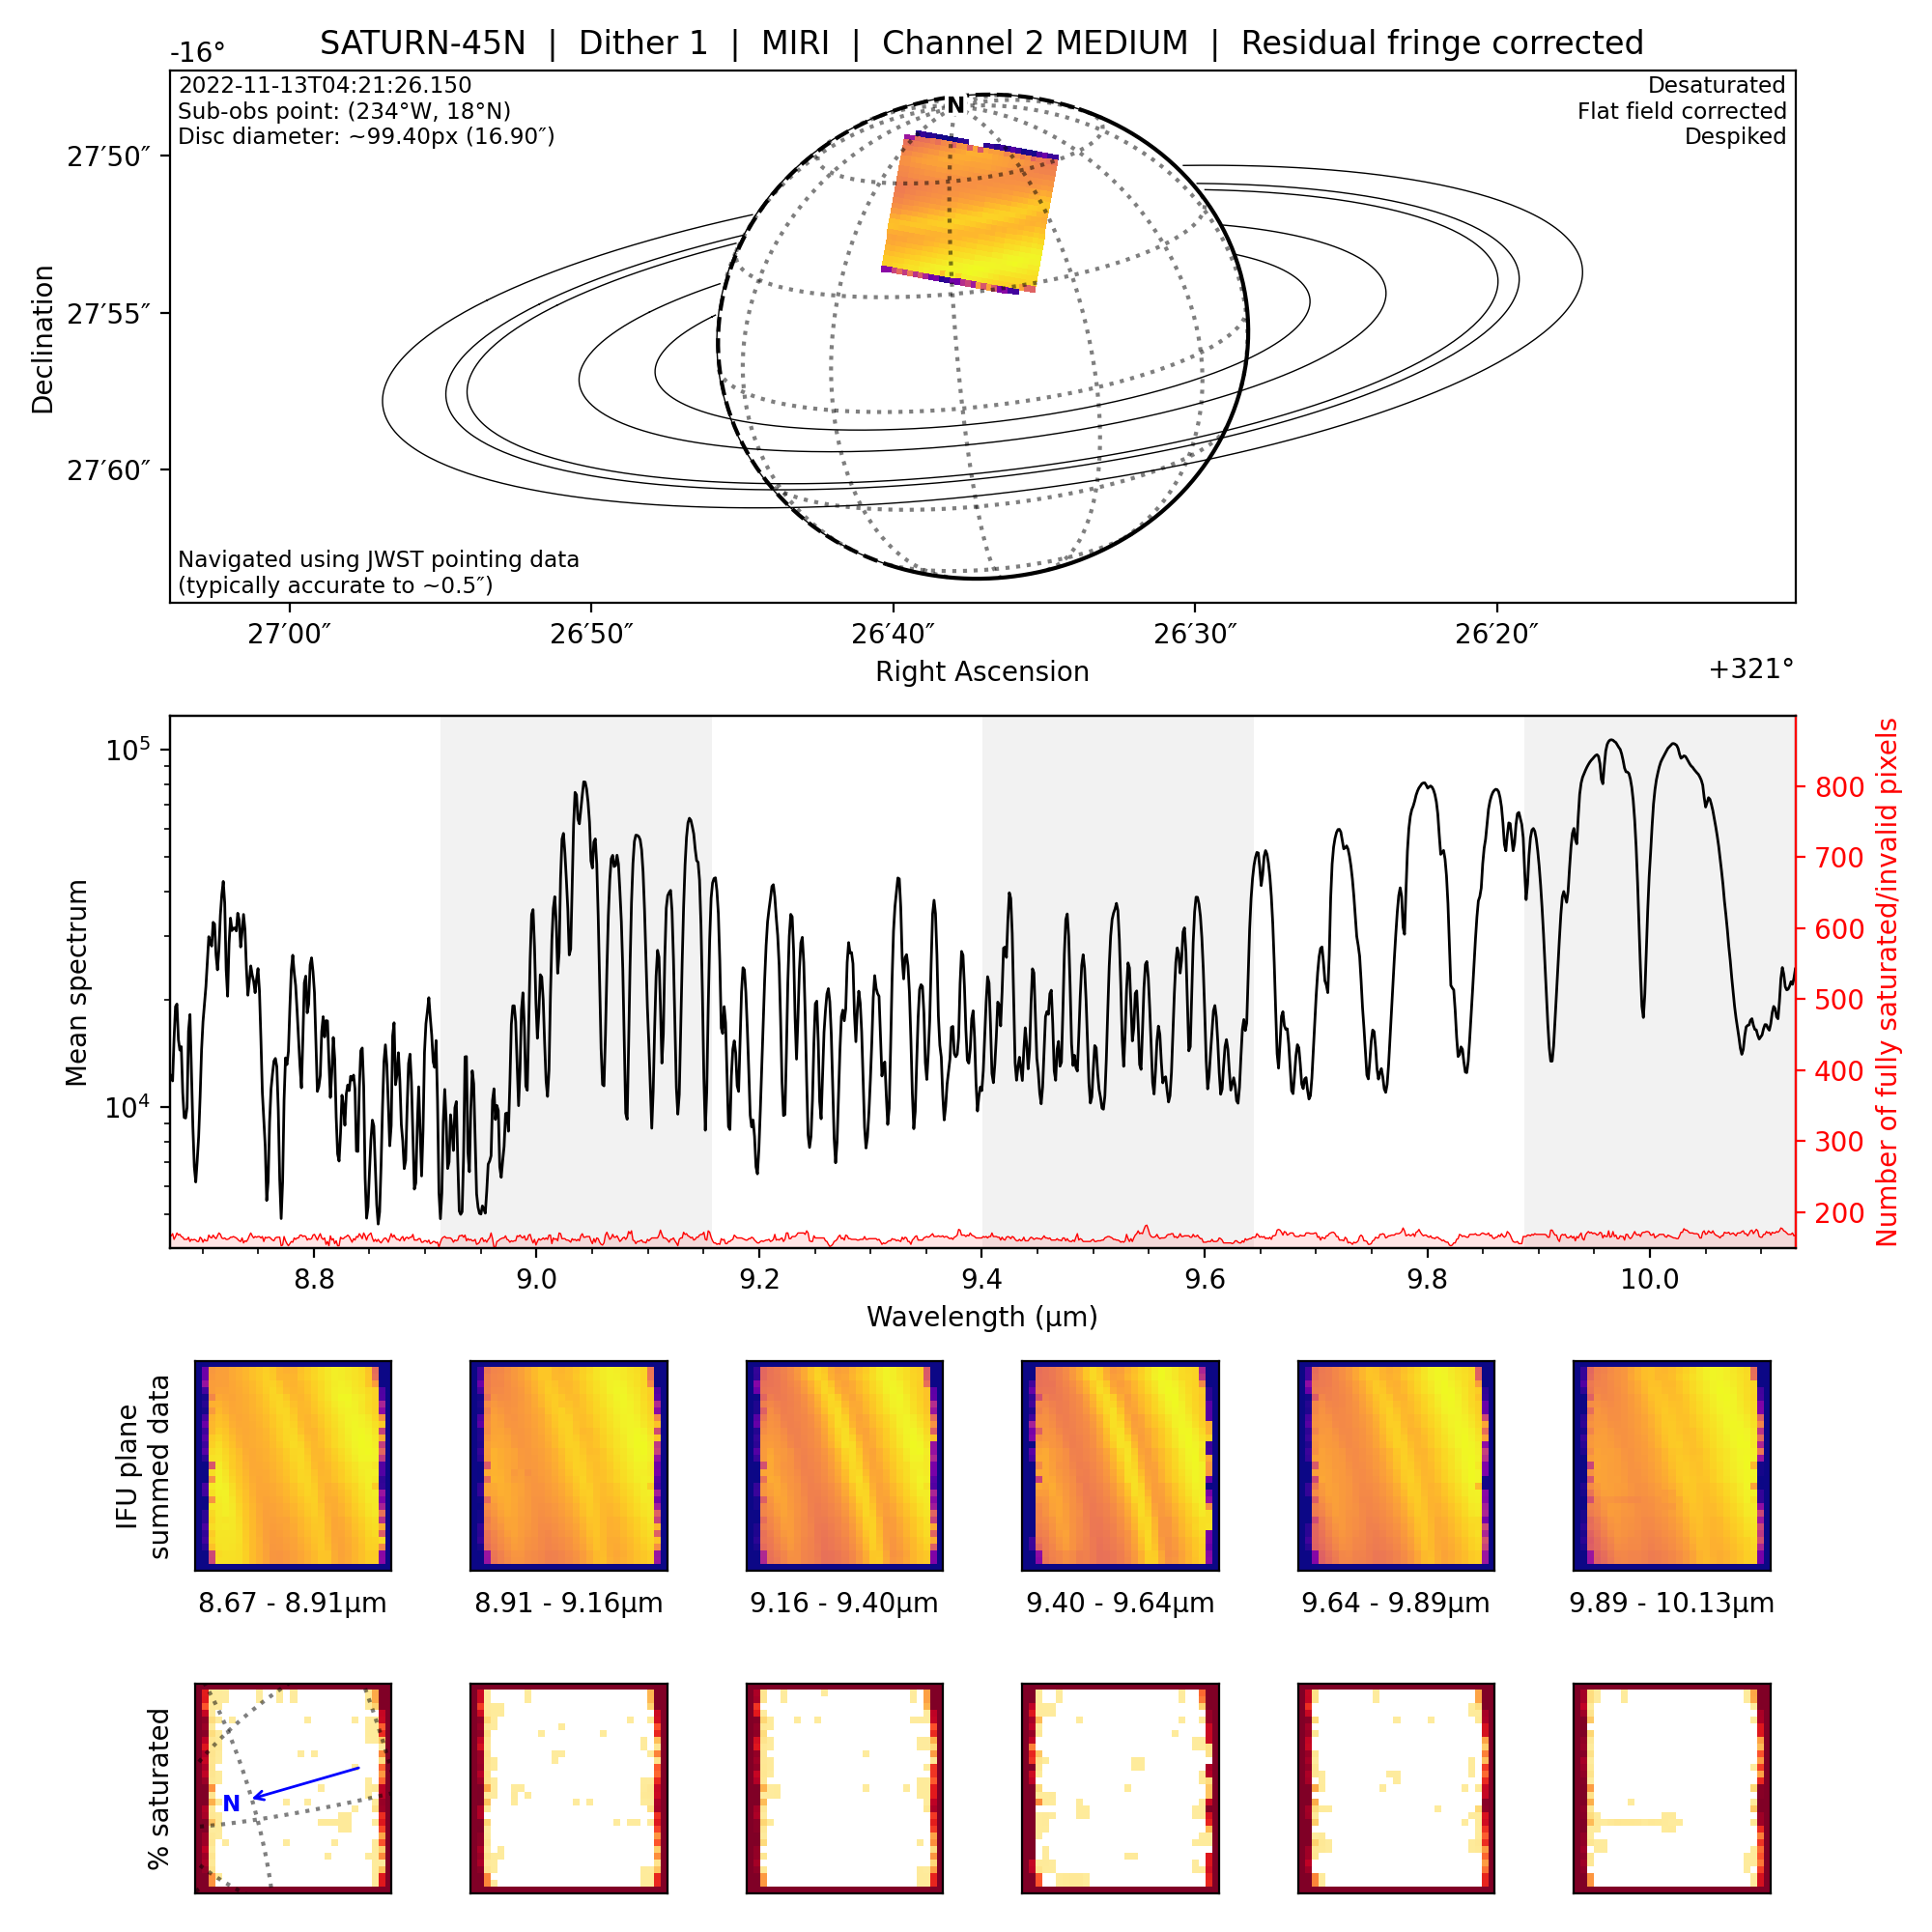 SATURN-45N | Dither 1 | MIRI | Channel 2 MEDIUM | Residual fringe corrected
-16°
2022-11-13T04:21:26.150
Sub-obs point: (234°W, 18°N)
Disc diameter: ~99.40px (16.90″)
Desaturated
Flat field corrected
Despiked
N
27′50″
27′55″
27′60″
Declination
Navigated using JWST pointing data
(typically accurate to ~0.5″)
27′00″ 26′50″ 26′40″ 26′30″ 26′20″
Right Ascension
+321°
10⁵
10⁴
Mean spectrum
800
700
600
500
400
300
200
Number of fully saturated/invalid pixels
8.8 9.0 9.2 9.4 9.6 9.8 10.0
Wavelength (µm)
IFU plane
summed data
8.67 - 8.91µm 8.91 - 9.16µm 9.16 - 9.40µm 9.40 - 9.64µm 9.64 - 9.89µm 9.89 - 10.13µm
% saturated
N